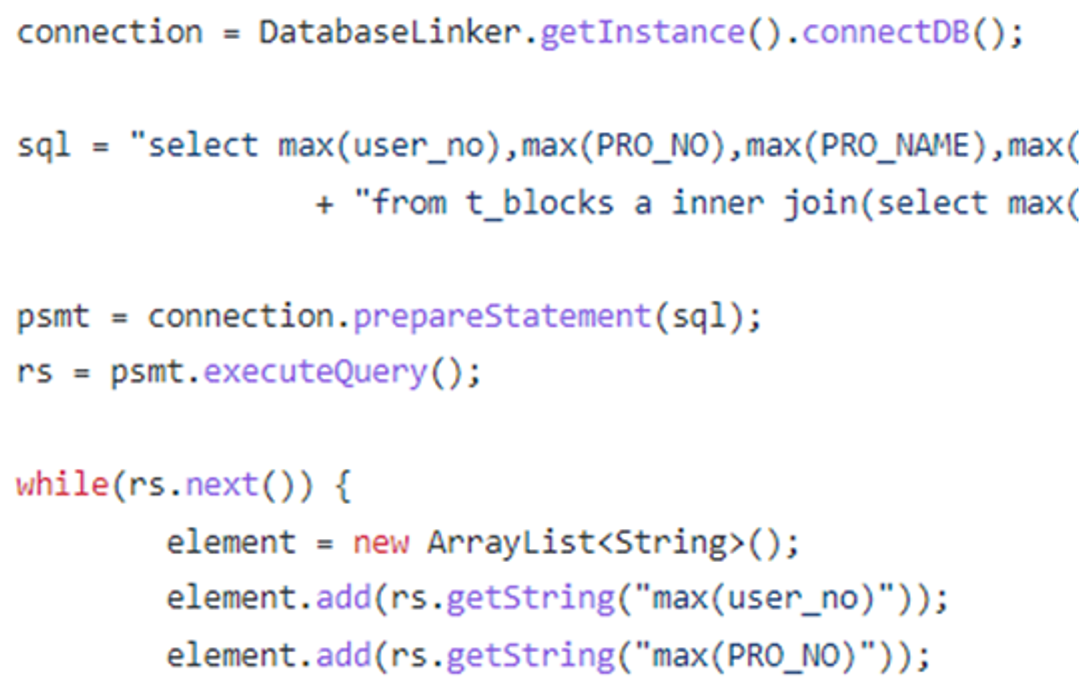 connection = DatabaseLinker.getInstance().connectDB();
sql = "select max(user_no),max(PRO_NO),max(PRO_NAME),max(
+ "from t_blocks a inner join(select max(
psmt = connection.prepareStatement(sql);
rs = psmt.executeQuery();
while(rs.next()) {
element = new ArrayList<String>();
element.add(rs.getString("max(user_no)"));
element.add(rs.getString("max(PRO_NO)"));